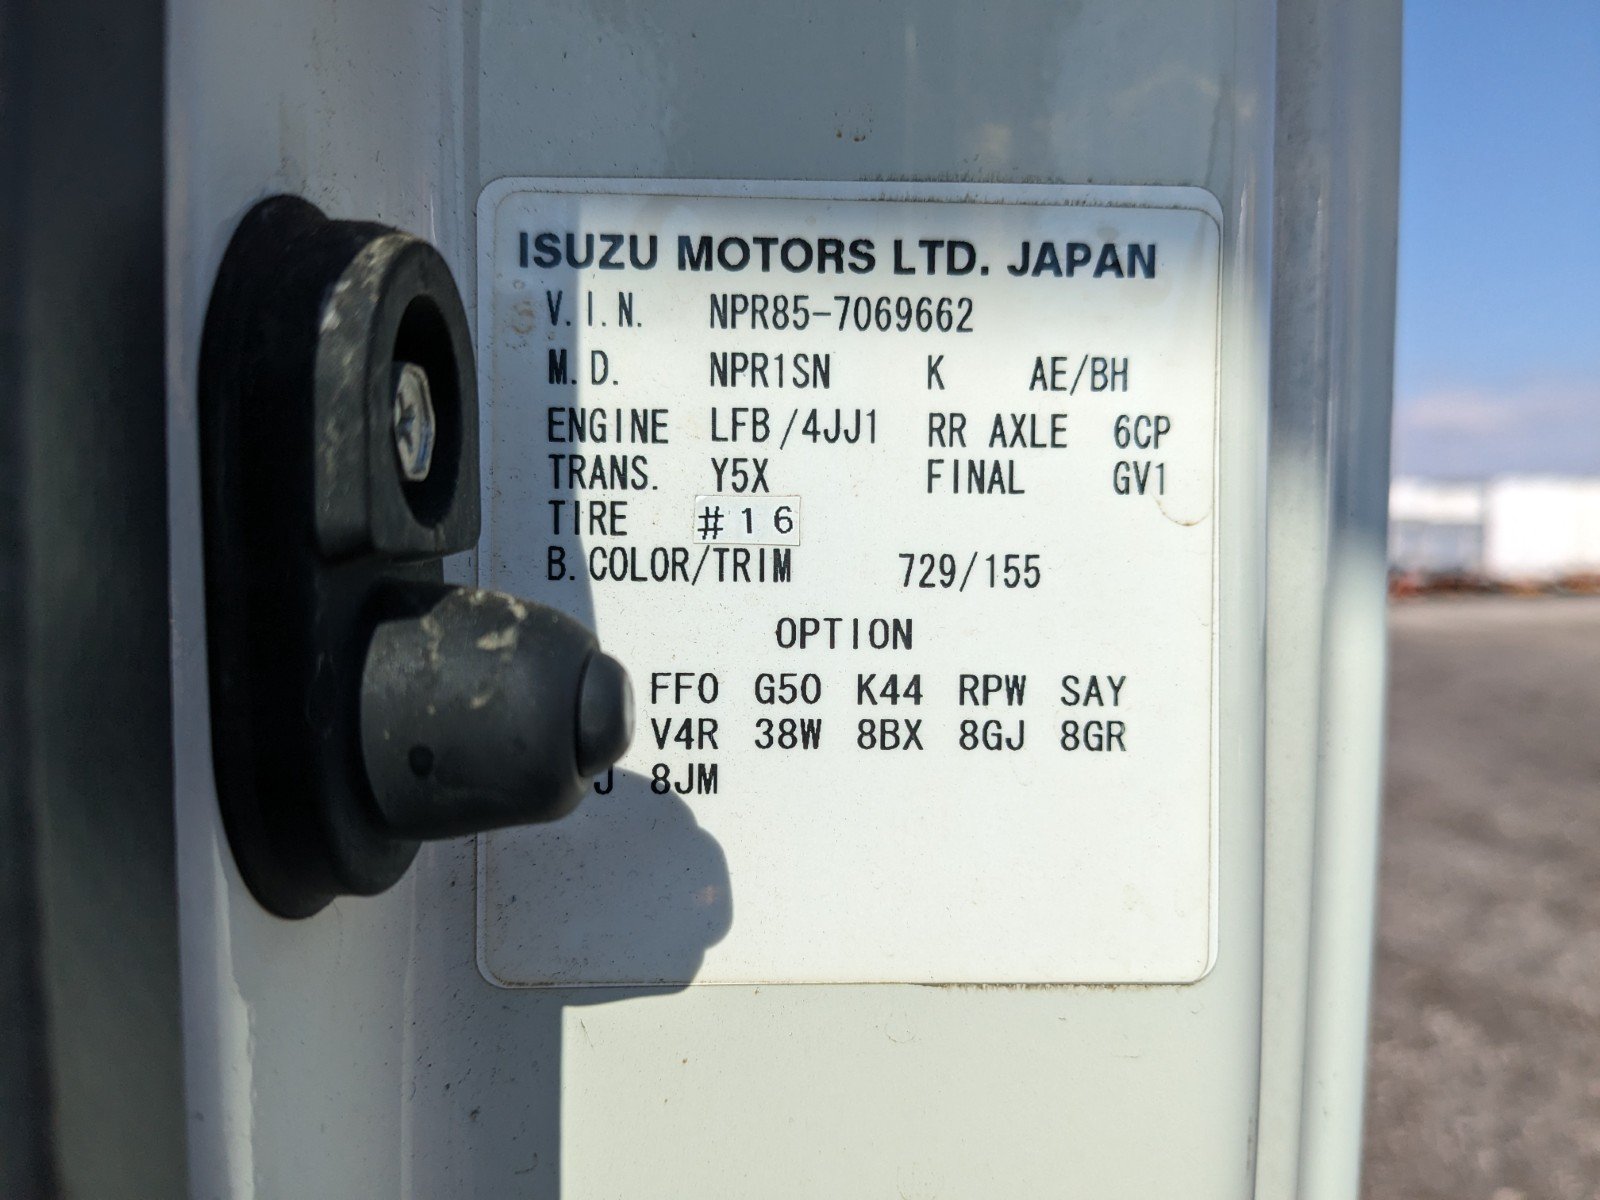 ISUZU MOTORS LTD. JAPAN
V.I.N. NPR85-7069662
M.D. NPR1SN K AE/BH
ENGINE LFB/4JJ1 RR AXLE 6CP
TRANS. Y5X FINAL GV1
TIRE #16
B.COLOR/TRIM 729/155
OPTION
FF0 G50 K44 RPW SAY
V4R 38W 8BX 8GJ 8GR
8JM